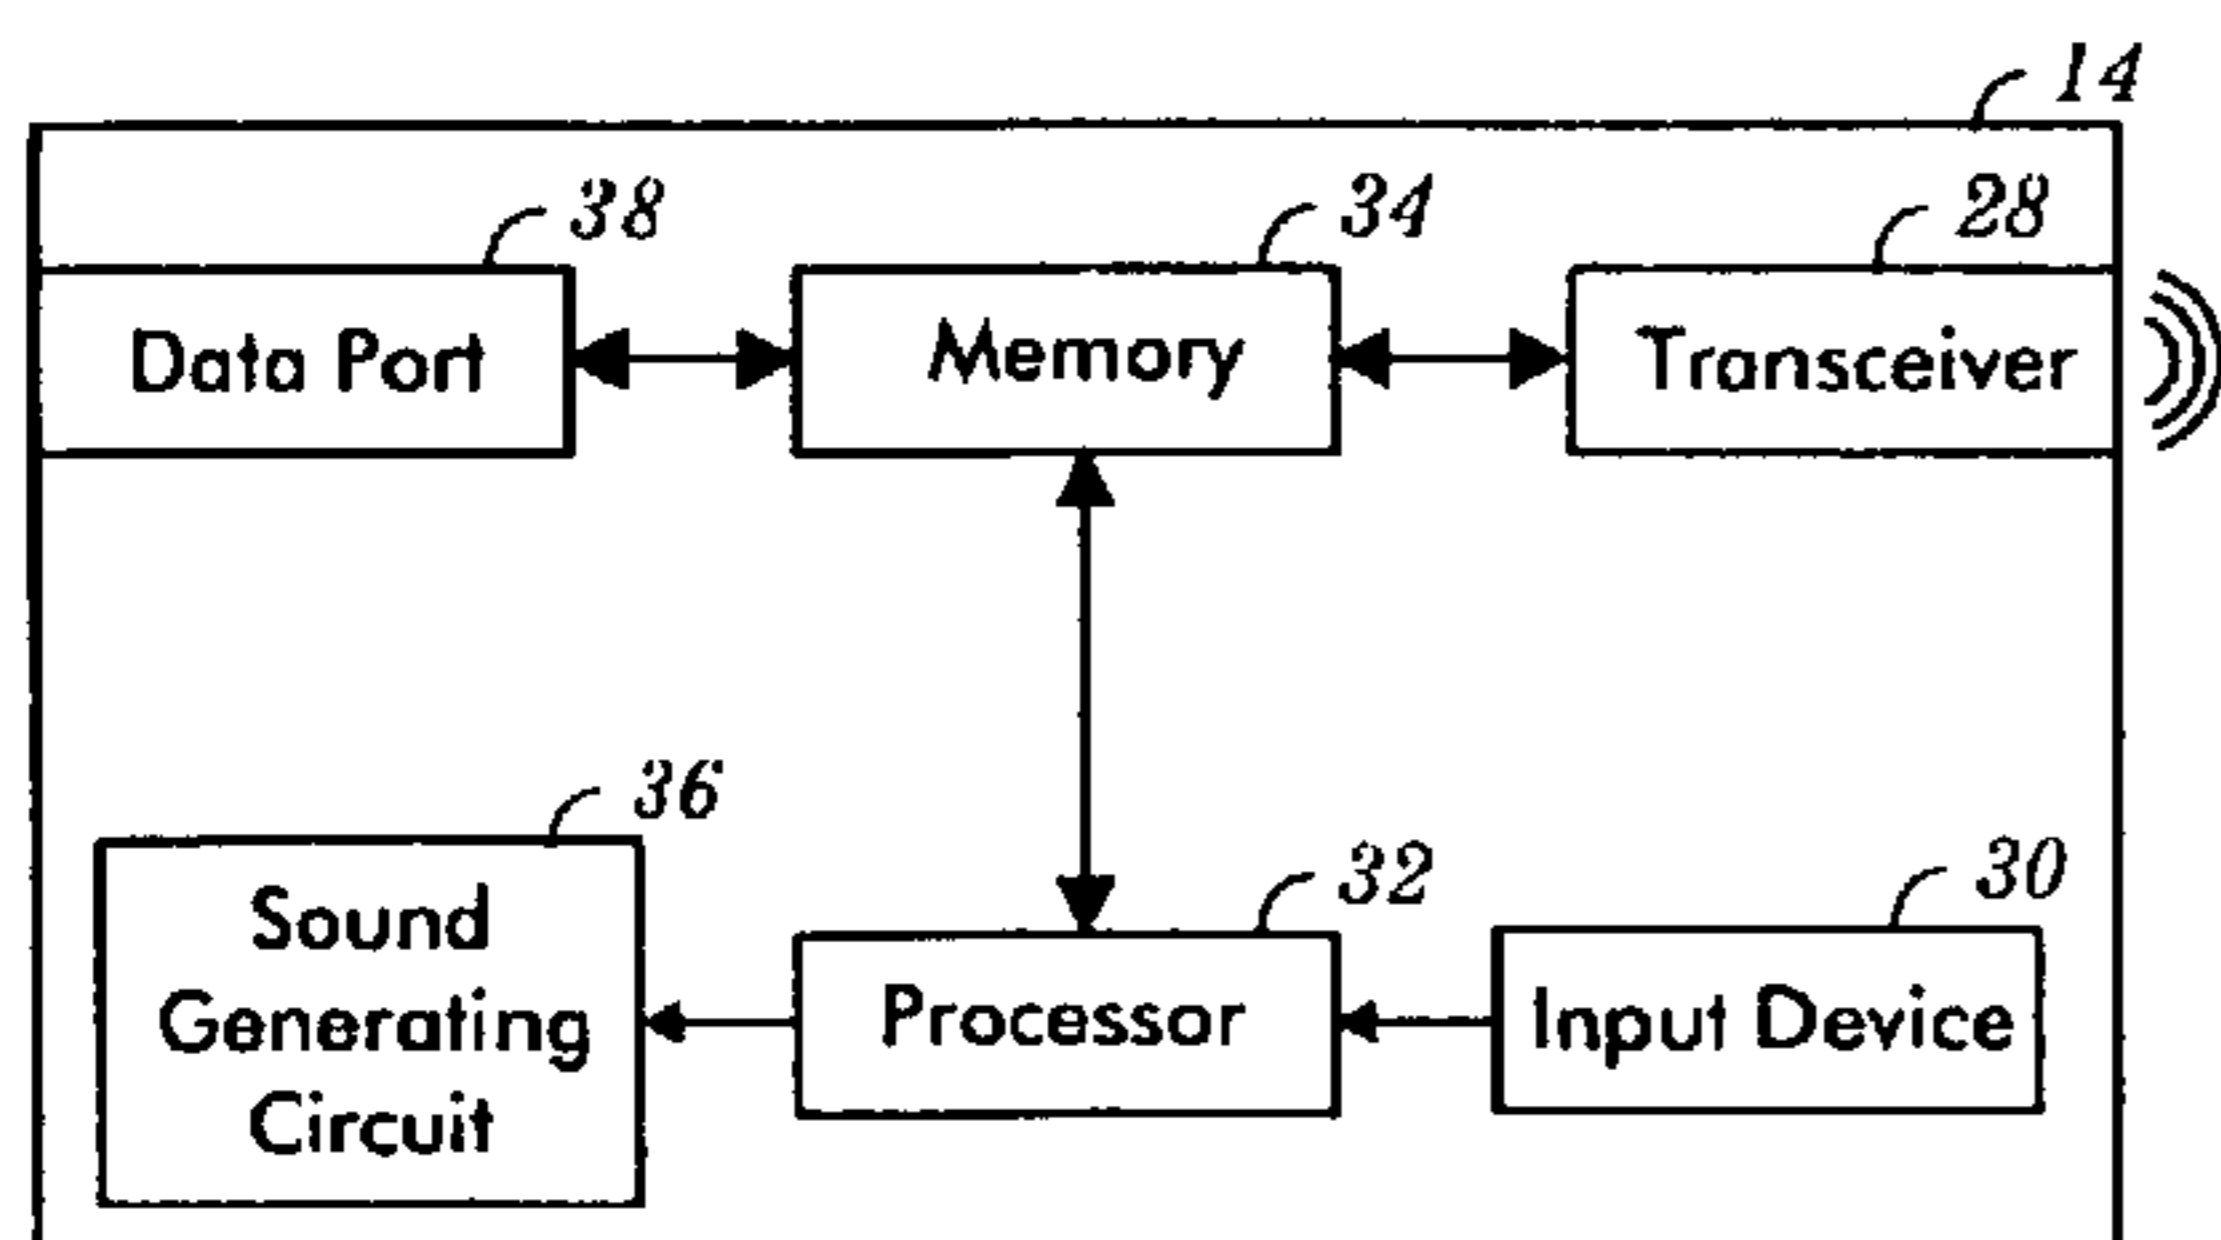 14
38
34
28
Data Port
Memory
Transceiver
36
32
30
Sound
Generating
Circuit
Processor
Input Device